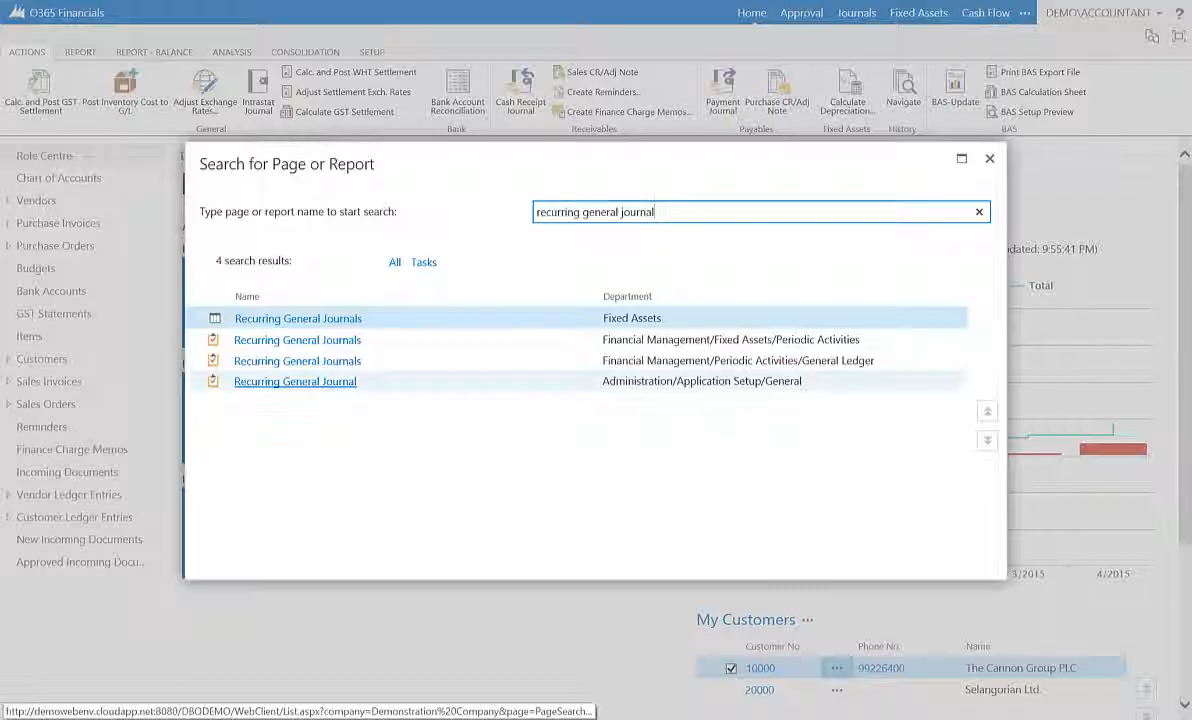 O365 Financials
Home Approval Journals Fixed Assets Cash Flow ··· DEMO\ACCOUNTANT ?
ACTIONS REPORT REPORT - BALANCE ANALYSIS CONSOLIDATION SETUP
Calc. and Post GST Settlement
Post Inventory Cost to G/L
Adjust Exchange Rates...
Intrastat Journal
Calc. and Post WHT Settlement
Adjust Settlement Exch. Rates
Calculate GST Settlement
General
Bank Account Reconciliation
Bank
Cash Receipt Journal
Sales CR/Adj Note
Create Reminders...
Create Finance Charge Memos...
Receivables
Payment Journal
Purchase CR/Adj Note
Payables
Calculate Depreciation...
Fixed Assets
Navigate
History
BAS-Update
Print BAS Export File
BAS Calculation Sheet
BAS Setup Preview
BAS
Role Centre
Chart of Accounts
Vendors
Purchase Invoices
Purchase Orders
Budgets
Bank Accounts
GST Statements
Items
Customers
Sales Invoices
Sales Orders
Reminders
Finance Charge Memos
Incoming Documents
Vendor Ledger Entries
Customer Ledger Entries
New Incoming Documents
Approved Incoming Docu...
Search for Page or Report
Type page or report name to start search:
recurring general journal
4 search results: All Tasks
Name Department
Recurring General Journals Fixed Assets
Recurring General Journals Financial Management/Fixed Assets/Periodic Activities
Recurring General Journals Financial Management/Periodic Activities/General Ledger
Recurring General Journal Administration/Application Setup/General
dated: 9:55:41 PM)
Total
3/2015 4/2015
My Customers ···
Customer No Phone No. Name
10000 ··· 99226400 The Cannon Group PLC
20000 ··· Selangorian Ltd.
http://demowebenv.cloudapp.net:8080/DBODEMO/WebClient/List.aspx?company=Demonstration%20Company&page=PageSearch...